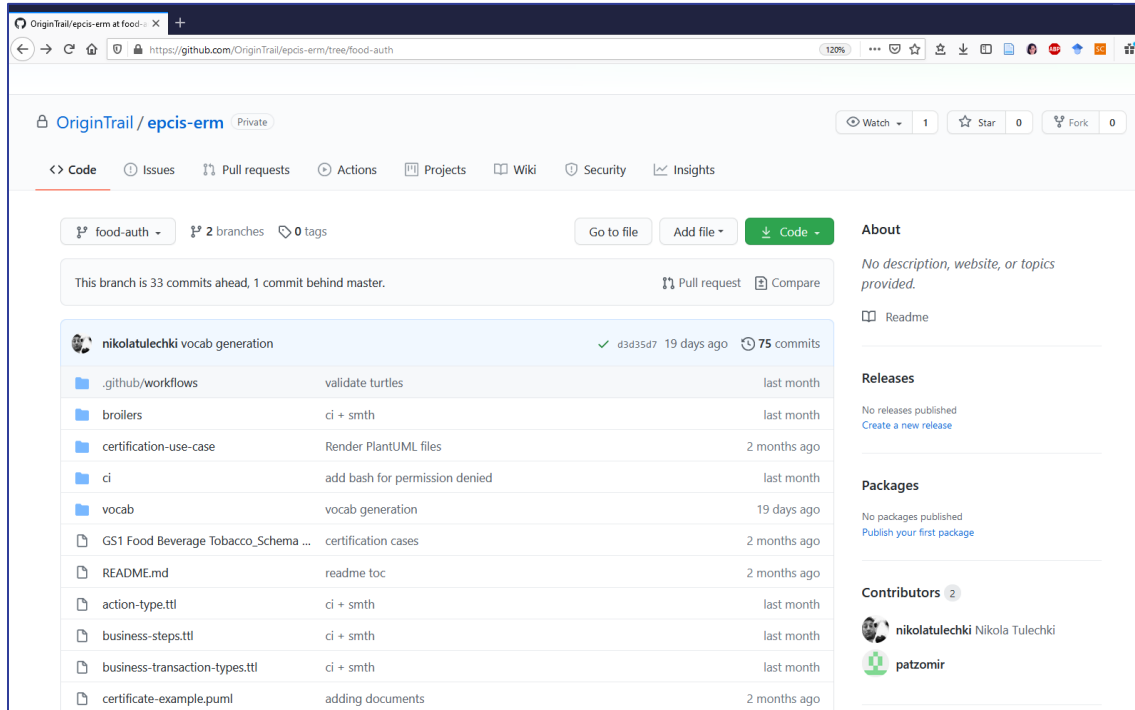 OriginTrail/epcis-erm at food-a
https://github.com/OriginTrail/epcis-erm/tree/food-auth 120%
OriginTrail / epcis-erm Private
Watch 1 Star 0 Fork 0
Code Issues Pull requests Actions Projects Wiki Security Insights
food-auth 2 branches 0 tags Go to file Add file Code
This branch is 33 commits ahead, 1 commit behind master. Pull request Compare
nikolatulechki vocab generation d3d35d7 19 days ago 75 commits
.github/workflows validate turtles last month
broilers ci + smth last month
certification-use-case Render PlantUML files 2 months ago
ci add bash for permission denied last month
vocab vocab generation 19 days ago
GS1 Food Beverage Tobacco_Schema ... certification cases 2 months ago
README.md readme toc 2 months ago
action-type.ttl ci + smth last month
business-steps.ttl ci + smth last month
business-transaction-types.ttl ci + smth last month
certificate-example.puml adding documents 2 months ago
About
No description, website, or topics
provided.
Readme
Releases
No releases published
Create a new release
Packages
No packages published
Publish your first package
Contributors 2
nikolatulechki Nikola Tulechki
patzomir